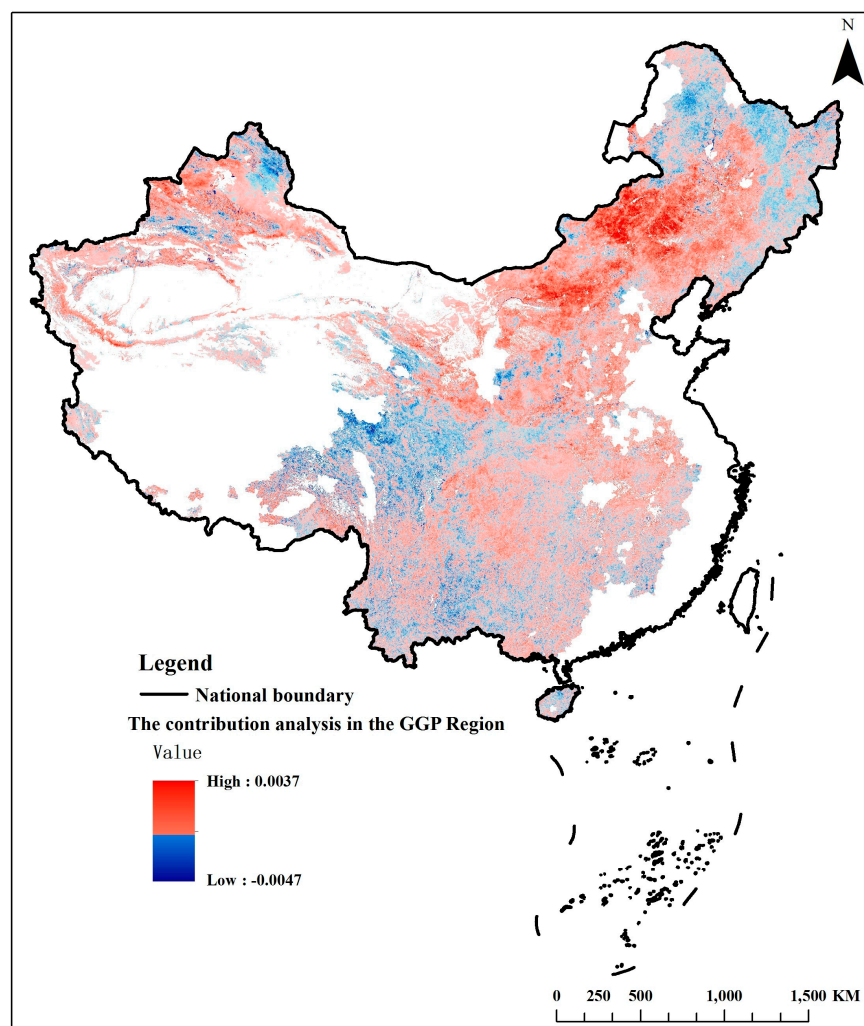 N
Legend
National boundary
The contribution analysis in the GGP Region
Value
High : 0.0037
Low : -0.0047
0 250 500 1,000 1,500 KM